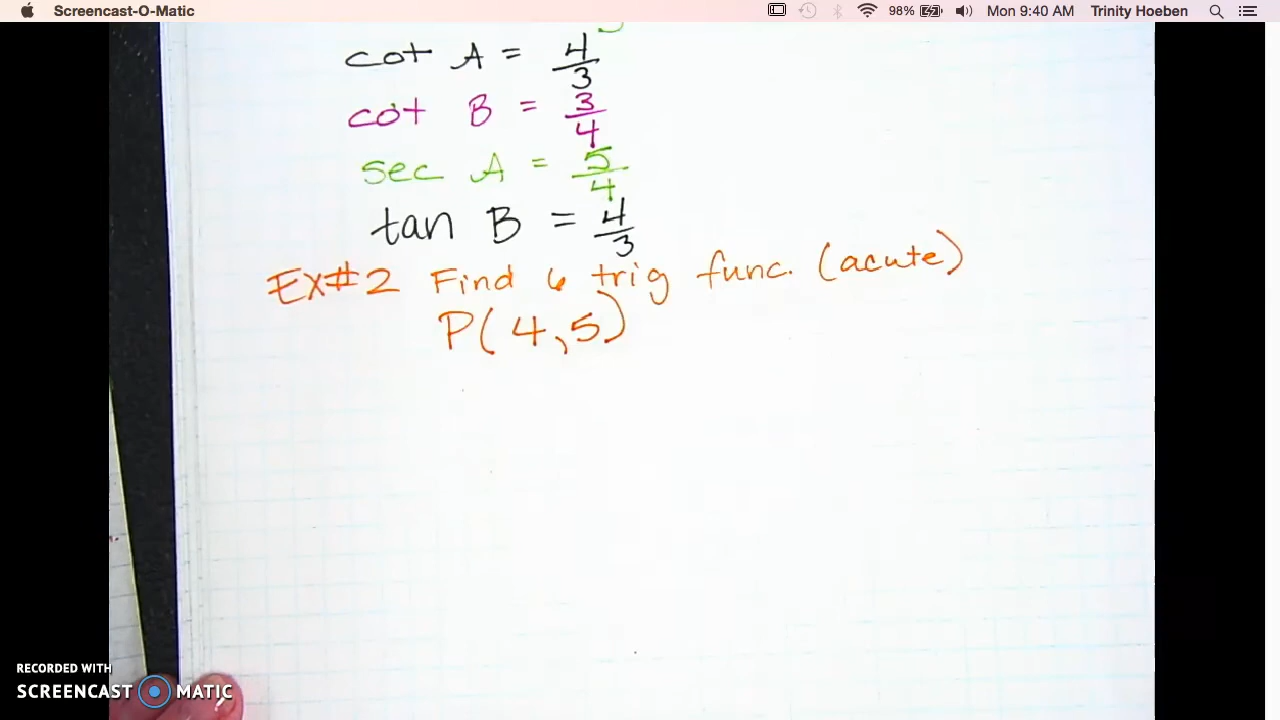 Screencast-O-Matic 98% Mon 9:40 AM Trinity Hoeben
cot A = 4/3
cot B = 3/4
sec A = 5/4
tan B = 4/3
Ex#2 Find 6 trig func. (acute)
P(4,5)
RECORDED WITH
SCREENCAST MATIC